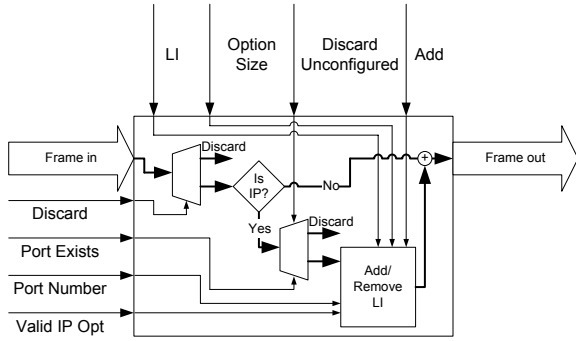 LI
Option
Size
Discard
Unconfigured
Add
Frame in
Discard
Is
IP?
No
+
Frame out
Discard
Yes
Discard
Port Exists
Port Number
Valid IP Opt
Add/
Remove
LI